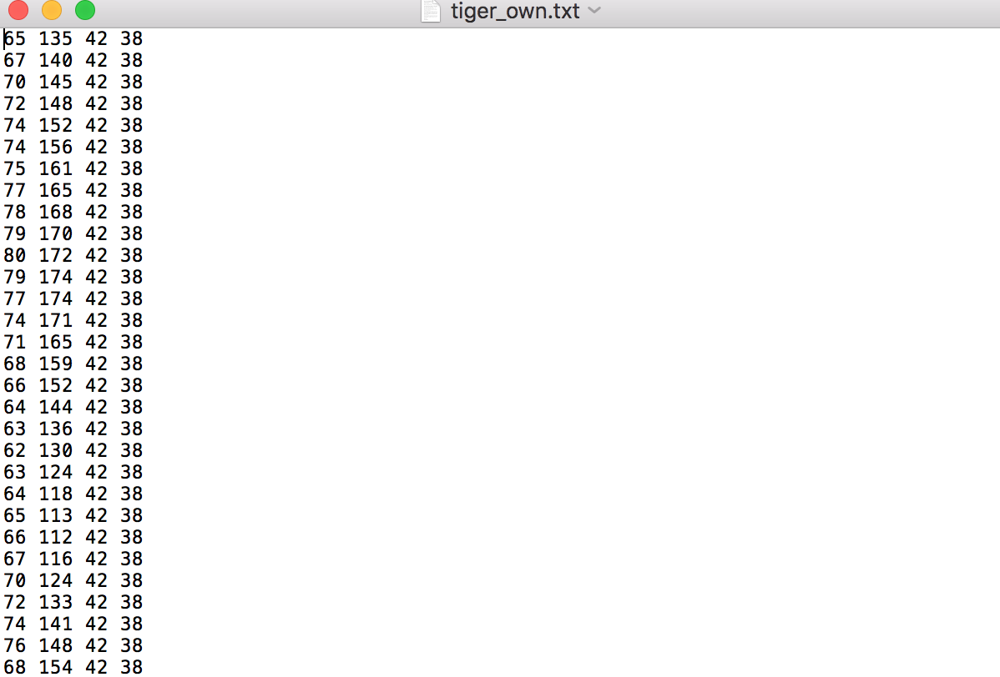 tiger_own.txt
65 135 42 38
67 140 42 38
70 145 42 38
72 148 42 38
74 152 42 38
74 156 42 38
75 161 42 38
77 165 42 38
78 168 42 38
79 170 42 38
80 172 42 38
79 174 42 38
77 174 42 38
74 171 42 38
71 165 42 38
68 159 42 38
66 152 42 38
64 144 42 38
63 136 42 38
62 130 42 38
63 124 42 38
64 118 42 38
65 113 42 38
66 112 42 38
67 116 42 38
70 124 42 38
72 133 42 38
74 141 42 38
76 148 42 38
68 154 42 38